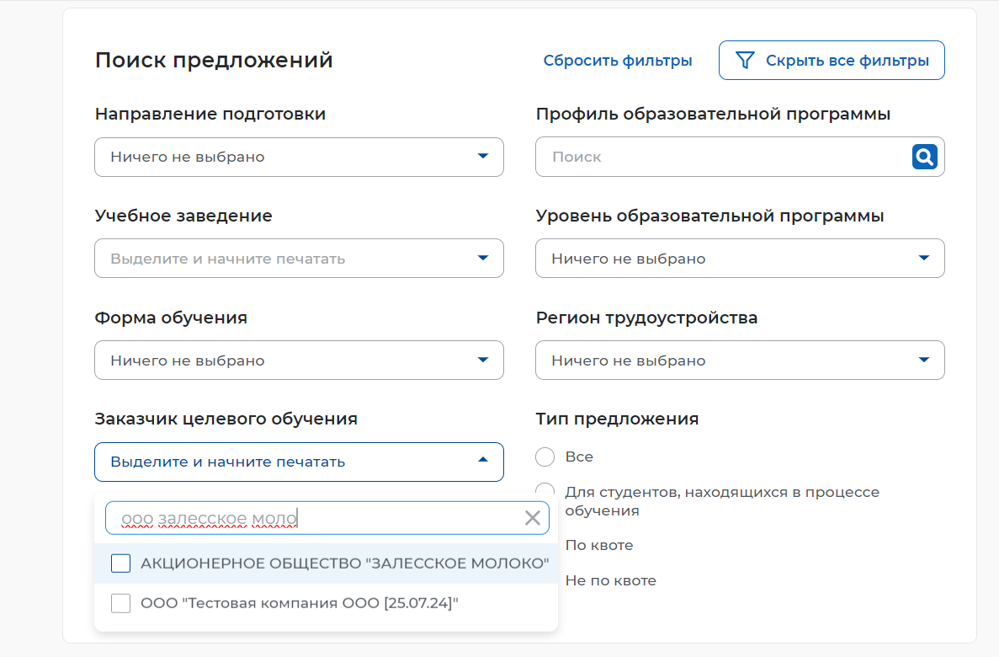 Поиск предложений
Сбросить фильтры
Скрыть все фильтры
Направление подготовки
Ничего не выбрано
Профиль образовательной программы
Поиск
Учебное заведение
Выделите и начните печатать
Уровень образовательной программы
Ничего не выбрано
Форма обучения
Ничего не выбрано
Регион трудоустройства
Ничего не выбрано
Заказчик целевого обучения
Выделите и начните печатать
ооо залесское моло
АКЦИОНЕРНОЕ ОБЩЕСТВО "ЗАЛЕССКОЕ МОЛОКО"
ООО "Тестовая компания ООО [25.07.24]"
Тип предложения
Все
Для студентов, находящихся в процессе
обучения
По квоте
Не по квоте